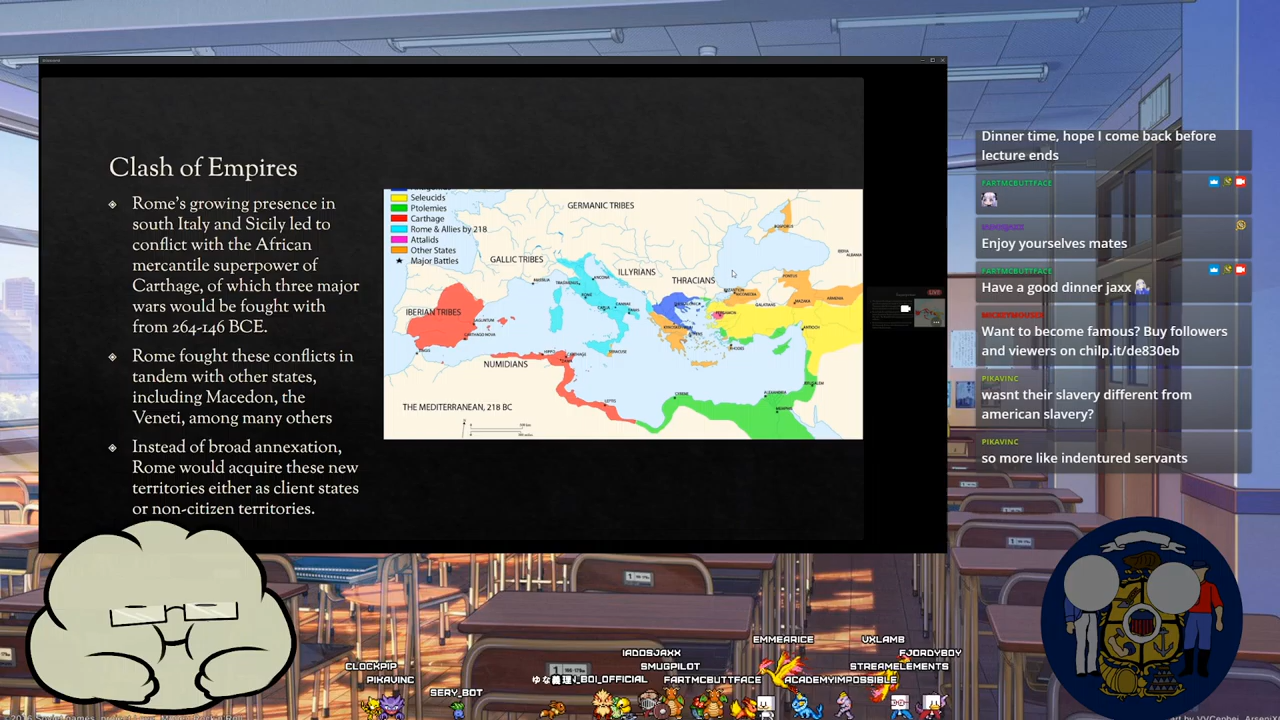 Clash of Empires
Rome's growing presence in
south Italy and Sicily led to
conflict with the African
mercantile superpower of
Carthage, of which three major
wars would be fought with
from 264-146 BCE.
Rome fought these conflicts in
tandem with other states,
including Macedon, the
Veneti, among many others
Instead of broad annexation,
Rome would acquire these new
territories either as client states
or non-citizen territories.
Seleucids
Ptolemies
Carthage
Rome & Allies by 218
Attalids
Other States
Major Battles
GERMANIC TRIBES
GALLIC TRIBES
ILLYRIANS
THRACIANS
IBERIAN TRIBES
NUMIDIANS
THE MEDITERRANEAN, 218 BC
LIVE
Dinner time, hope I come back before
lecture ends
FARTMCBUTTFACE
Enjoy yourselves mates
FARTMCBUTTFACE
Have a good dinner jaxx
Want to become famous? Buy followers
and viewers on chilp.it/de830eb
PIKAVINC
wasnt their slavery different from
american slavery?
PIKAVINC
so more like indentured servants
EMMEARICE
VXLAMB
IADDSJAXX
FJORDYBOY
CLOCKPIP
SMUGPILOT
STREAMELEMENTS
PIKAVINC
FARTMCBUTTFACE
ACADEMYIMPOSSIBLE
SERY_BOT